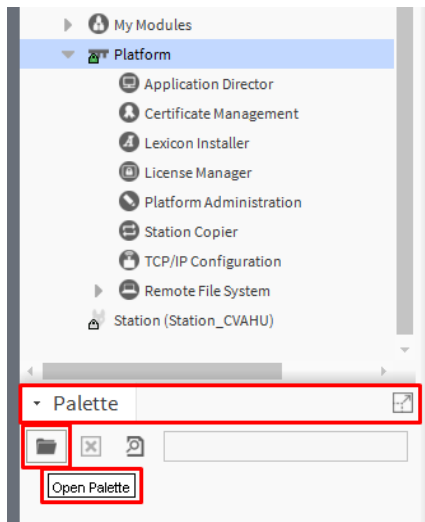 My Modules
Platform
Application Director
Certificate Management
Lexicon Installer
License Manager
Platform Administration
Station Copier
TCP/IP Configuration
Remote File System
Station (Station_CVAHU)
Palette
Open Palette